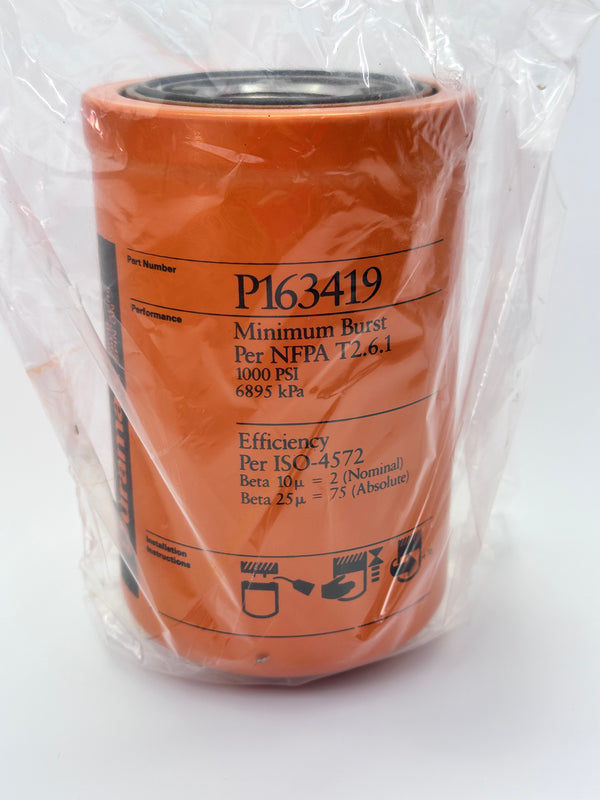 Part Number
P163419
Performance
Minimum Burst
Per NFPA T2.6.1
1000 PSI
6895 kPa
Efficiency
Per ISO-4572
Beta 10μ = 2 (Nominal)
Beta 25μ = 75 (Absolute)
Installation
Instructions